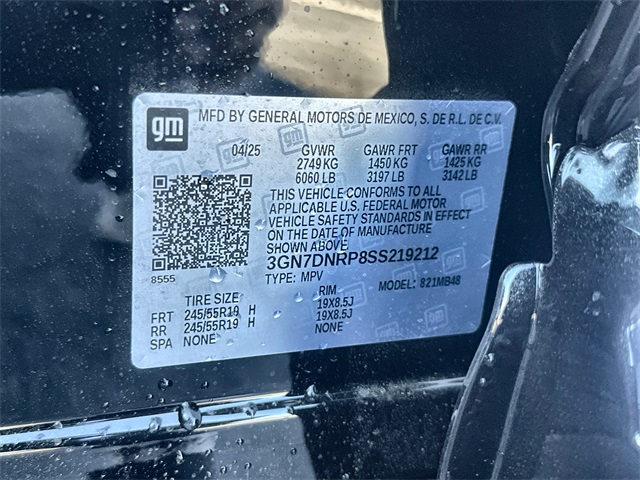 gm
MFD BY GENERAL MOTORS DE MEXICO, S. DE R.L. DE C.V.
04/25 GVWR GAWR FRT GAWR RR
2749 KG 1450 KG 1425 KG
6060 LB 3197 LB 3142 LB
THIS VEHICLE CONFORMS TO ALL
APPLICABLE U.S. FEDERAL MOTOR
VEHICLE SAFETY STANDARDS IN EFFECT
ON THE DATE OF MANUFACTURE
SHOWN ABOVE
3GN7DNRP8SS219212
8555 TYPE: MPV MODEL: 821MB48
TIRE SIZE RIM
FRT 245/55R19 H 19X8.5J
RR 245/55R19 H 19X8.5J
SPA NONE NONE